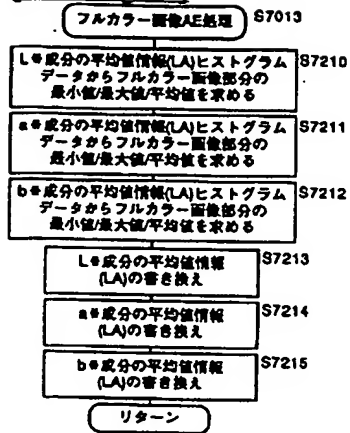 フルカラー画像AE処理 S7013
L*成分の平均値情報(LA)ヒストグラム S7210
データからフルカラー画像部分の
最小値/最大値/平均値を求める
a*成分の平均値情報(LA)ヒストグラム S7211
データからフルカラー画像部分の
最小値/最大値/平均値を求める
b*成分の平均値情報(LA)ヒストグラム S7212
データからフルカラー画像部分の
最小値/最大値/平均値を求める
L*成分の平均値情報 S7213
(LA)の書き換え
a*成分の平均値情報 S7214
(LA)の書き換え
b*成分の平均値情報 S7215
(LA)の書き換え
リターン